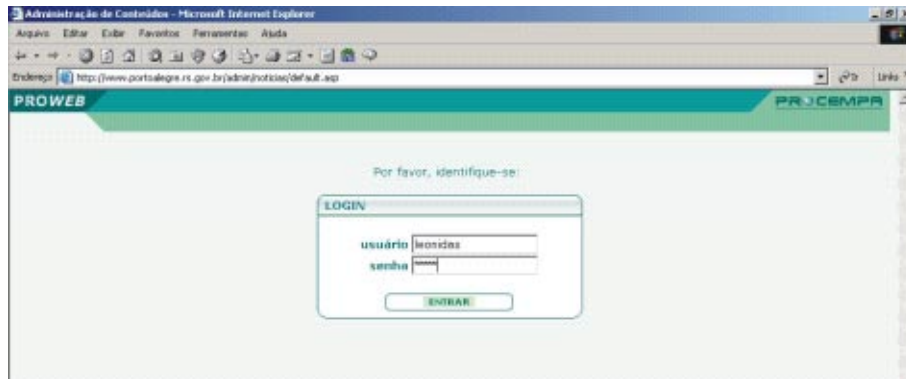 Administração de Conteúdos - Microsoft Internet Explorer
Arquivo Editar Exibir Favoritos Ferramentas Ajuda
Endereço http://www.portoalegre.rs.gov.br/admin/noticias/default.asp Links
PROWEB PROCEMPA
Por favor, identifique-se:
LOGIN
usuário leonidas
senha
ENTRAR